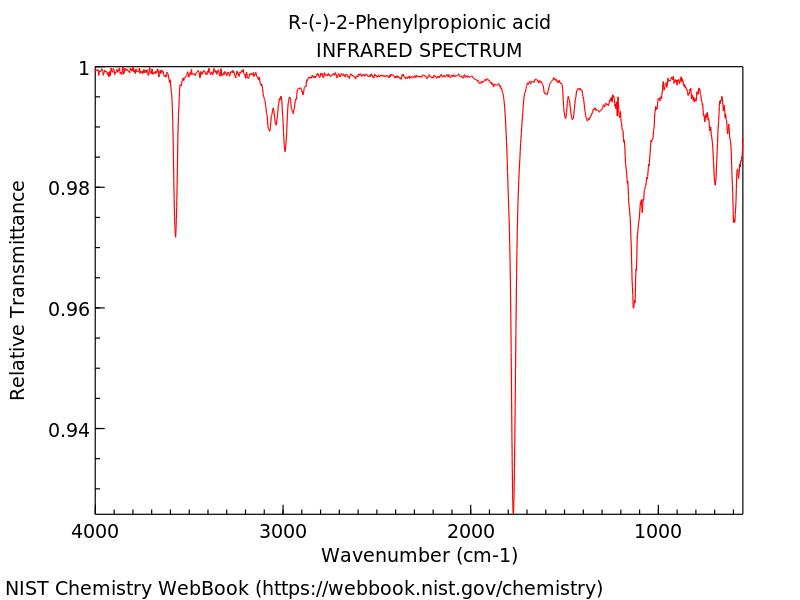 R-(-)-2-Phenylpropionic acid
INFRARED SPECTRUM
1
0.98
0.96
0.94
Relative Transmittance
4000 3000 2000 1000
Wavenumber (cm-1)
NIST Chemistry WebBook (https://webbook.nist.gov/chemistry)